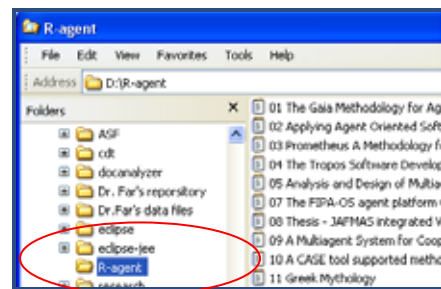 R-agent
File Edit View Favorites Tools Help
Address D:\R-agent
Folders
ASF
cdt
docanalyzer
Dr. Far's reporsitory
Dr.Far's data files
eclipse
eclipse-jee
R-agent
research
01 The Gaia Methodology for Ag
02 Applying Agent Oriented Soft
03 Prometheus A Methodology f
04 The Tropos Software Develop
05 Analysis and Design of Multia
07 The FIPA-OS agent platform
08 Thesis - JAFMAS integrated V
09 A Multiagent System for Coop
10 A CASE tool supported metho
11 Greek Mythology